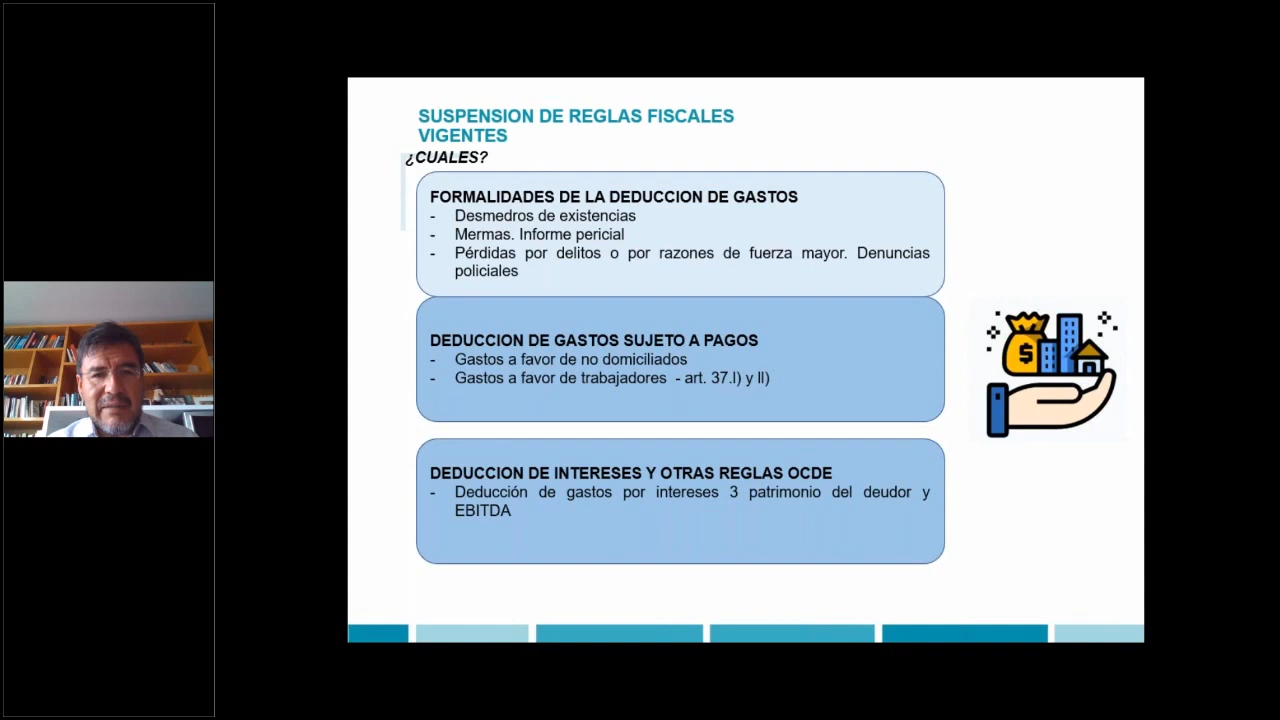 SUSPENSION DE REGLAS FISCALES
VIGENTES
¿CUALES?
FORMALIDADES DE LA DEDUCCION DE GASTOS
- Desmedros de existencias
- Mermas. Informe pericial
- Pérdidas por delitos o por razones de fuerza mayor. Denuncias
policiales
DEDUCCION DE GASTOS SUJETO A PAGOS
- Gastos a favor de no domiciliados
- Gastos a favor de trabajadores - art. 37.l) y ll)
DEDUCCION DE INTERESES Y OTRAS REGLAS OCDE
- Deducción de gastos por intereses 3 patrimonio del deudor y
EBITDA
$